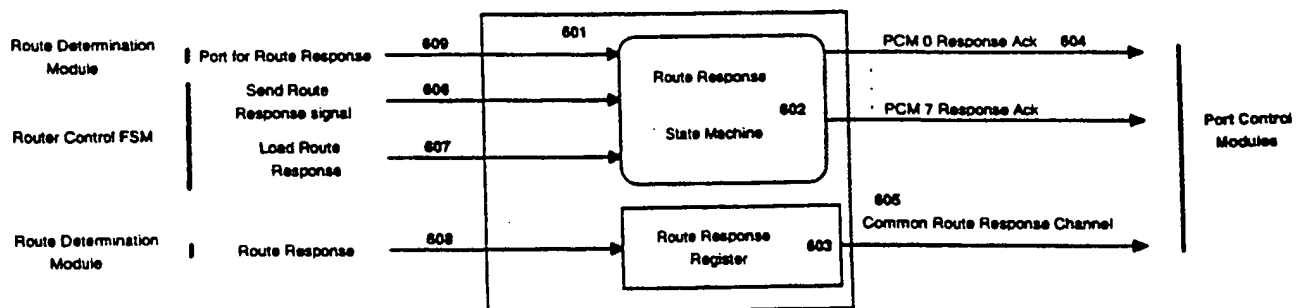 Route Determination
Module
Port for Route Response
609
601
PCM 0 Response Ack 604
Send Route
Response signal
606
Route Response
602
State Machine
PCM 7 Response Ack
Router Control FSM
Load Route
Response
607
Port Control
Modules
605
Common Route Response Channel
Route Determination
Module
Route Response
608
Route Response
Register
603